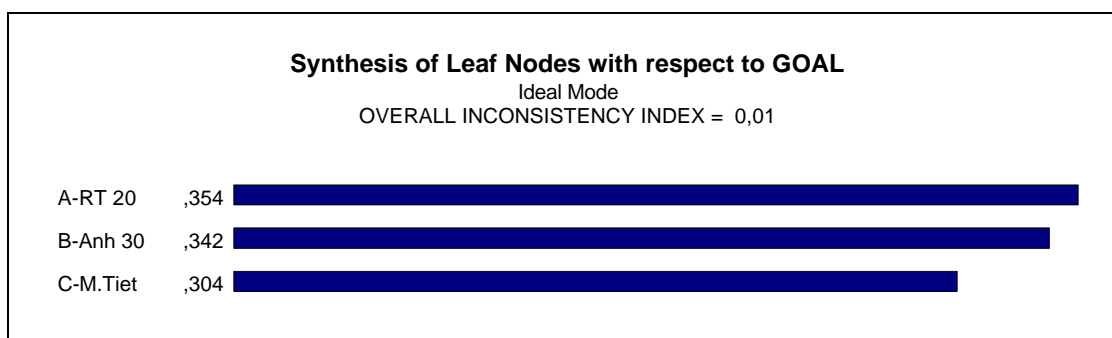 Synthesis of Leaf Nodes with respect to GOAL
Ideal Mode
OVERALL INCONSISTENCY INDEX = 0,01
A-RT 20 ,354
B-Anh 30 ,342
C-M.Tiet ,304